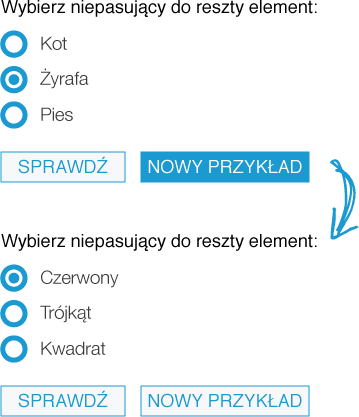 Wybierz niepasujący do reszty element:
Kot
Żyrafa
Pies
SPRAWDŹ NOWY PRZYKŁAD
Wybierz niepasujący do reszty element:
Czerwony
Trójkąt
Kwadrat
SPRAWDŹ NOWY PRZYKŁAD